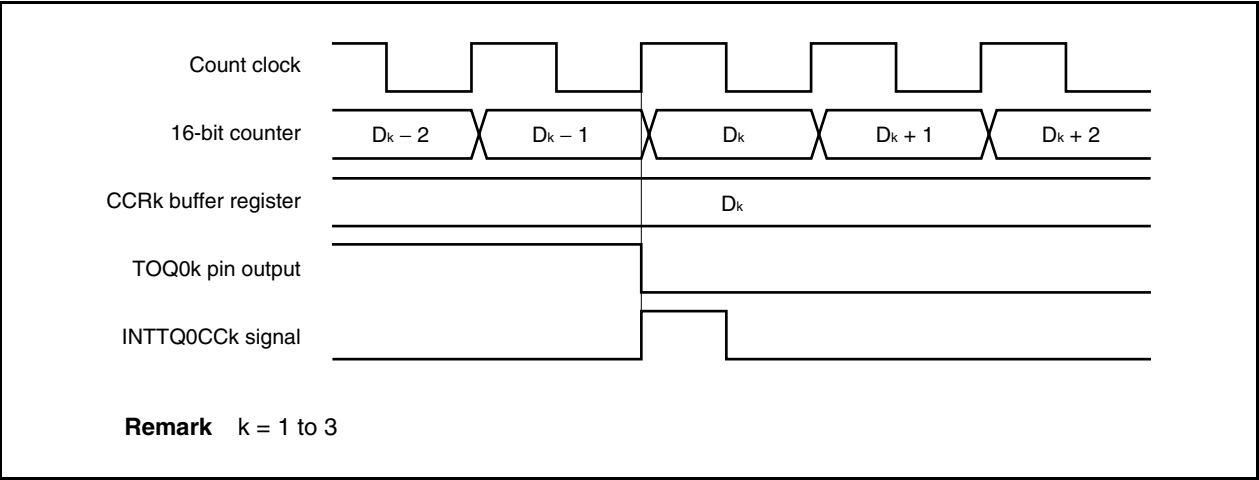 Count clock
16-bit counter
Dk − 2 Dk − 1 Dk Dk + 1 Dk + 2
CCRk buffer register
Dk
TOQ0k pin output
INTTQ0CCk signal
Remark k = 1 to 3